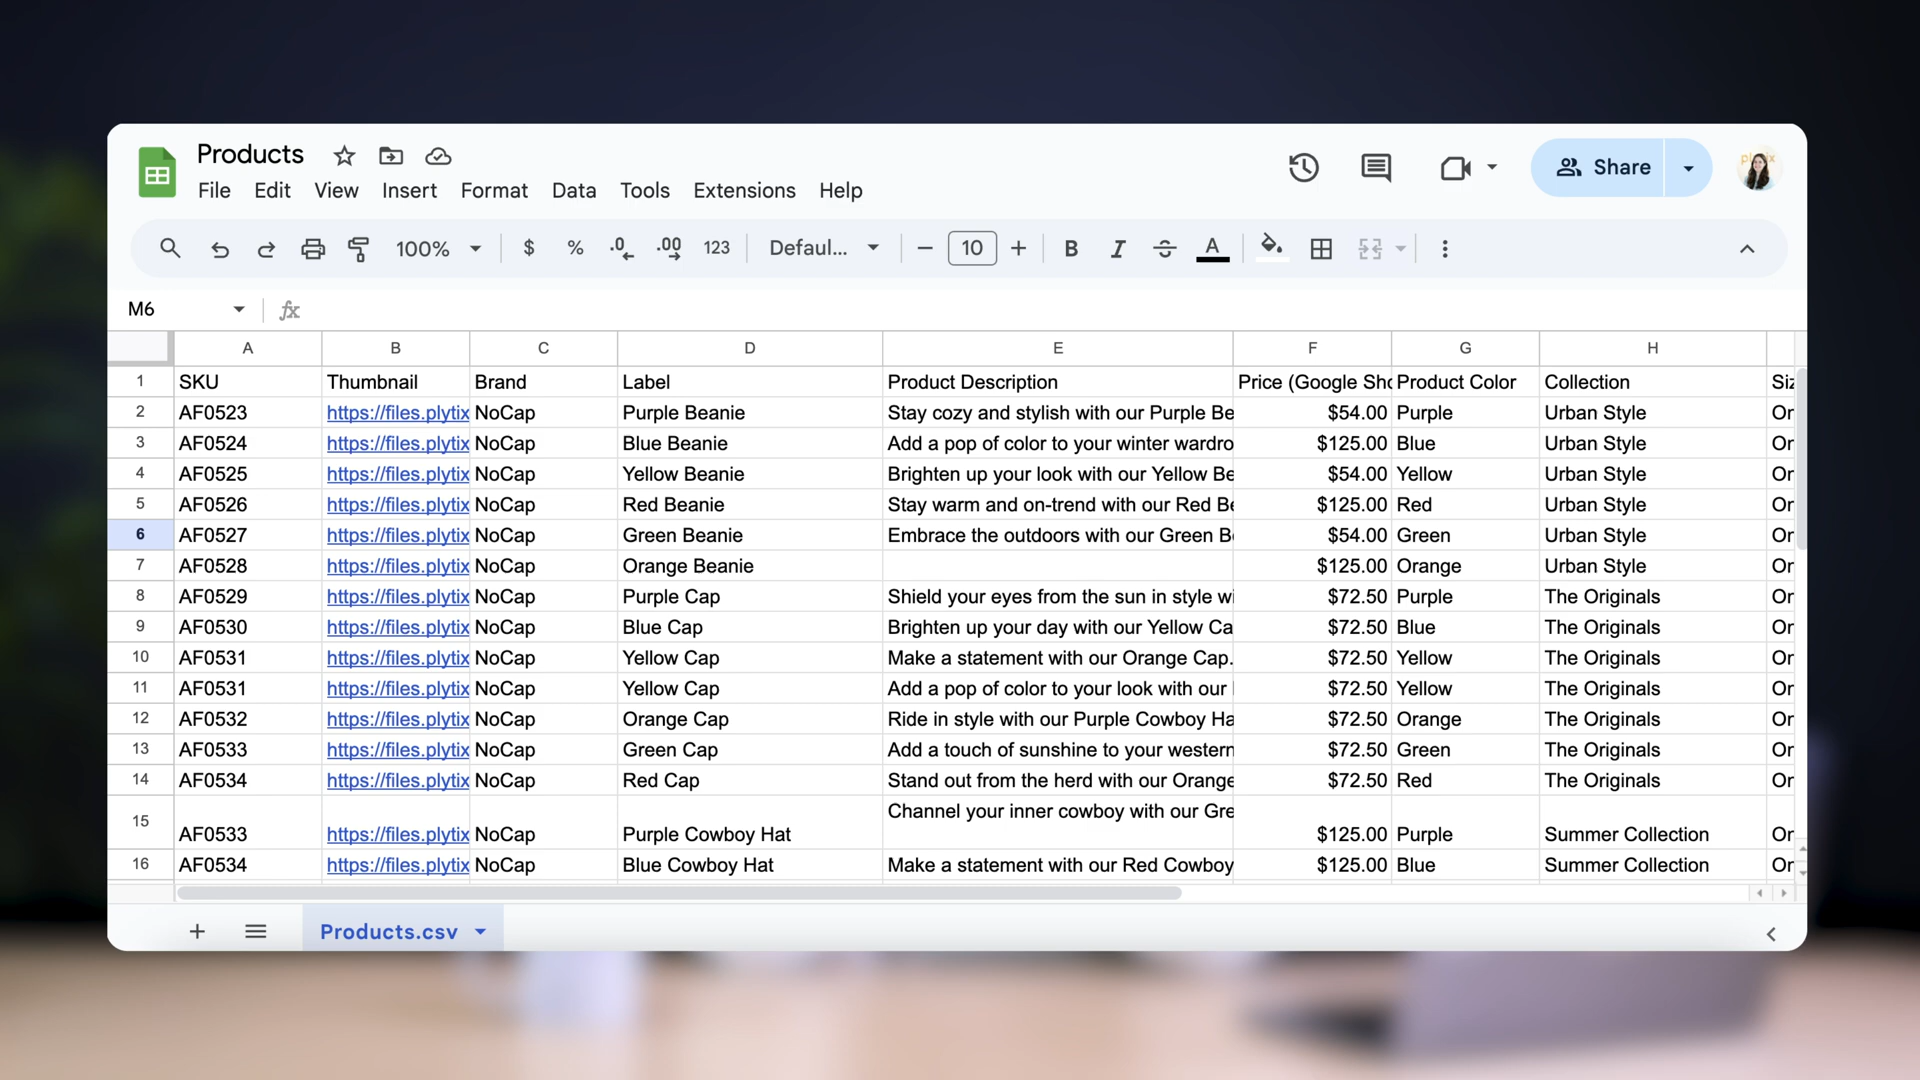 Products
File Edit View Insert Format Data Tools Extensions Help
Share
100% $ % .0 .00 123 Defaul... 10 B I S A
M6 fx
A B C D E F G H
1 SKU Thumbnail Brand Label Product Description Price (Google Sho Product Color Collection Siz
2 AF0523 https://files.plytix NoCap Purple Beanie Stay cozy and stylish with our Purple Be $54.00 Purple Urban Style Or
3 AF0524 https://files.plytix NoCap Blue Beanie Add a pop of color to your winter wardro $125.00 Blue Urban Style Or
4 AF0525 https://files.plytix NoCap Yellow Beanie Brighten up your look with our Yellow Be $54.00 Yellow Urban Style Or
5 AF0526 https://files.plytix NoCap Red Beanie Stay warm and on-trend with our Red Be $125.00 Red Urban Style Or
6 AF0527 https://files.plytix NoCap Green Beanie Embrace the outdoors with our Green B $54.00 Green Urban Style Or
7 AF0528 https://files.plytix NoCap Orange Beanie $125.00 Orange Urban Style Or
8 AF0529 https://files.plytix NoCap Purple Cap Shield your eyes from the sun in style wi $72.50 Purple The Originals Or
9 AF0530 https://files.plytix NoCap Blue Cap Brighten up your day with our Yellow Ca $72.50 Blue The Originals Or
10 AF0531 https://files.plytix NoCap Yellow Cap Make a statement with our Orange Cap. $72.50 Yellow The Originals Or
11 AF0531 https://files.plytix NoCap Yellow Cap Add a pop of color to your look with our $72.50 Yellow The Originals Or
12 AF0532 https://files.plytix NoCap Orange Cap Ride in style with our Purple Cowboy Ha $72.50 Orange The Originals Or
13 AF0533 https://files.plytix NoCap Green Cap Add a touch of sunshine to your western $72.50 Green The Originals Or
14 AF0534 https://files.plytix NoCap Red Cap Stand out from the herd with our Orange $72.50 Red The Originals Or
15 AF0533 https://files.plytix NoCap Purple Cowboy Hat Channel your inner cowboy with our Gre $125.00 Purple Summer Collection Or
16 AF0534 https://files.plytix NoCap Blue Cowboy Hat Make a statement with our Red Cowboy $125.00 Blue Summer Collection Or
Products.csv